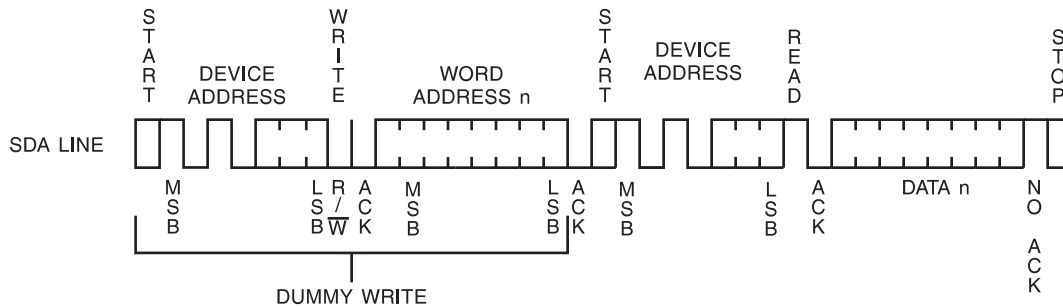 START
DEVICE
ADDRESS
WRITE
WORD
ADDRESS n
START
DEVICE
ADDRESS
READ
STOP
SDA LINE
MSB
LSB
R/W
ACK
MSB
LSB
ACK
MSB
LSB
ACK
DATA n
NO ACK
DUMMY WRITE